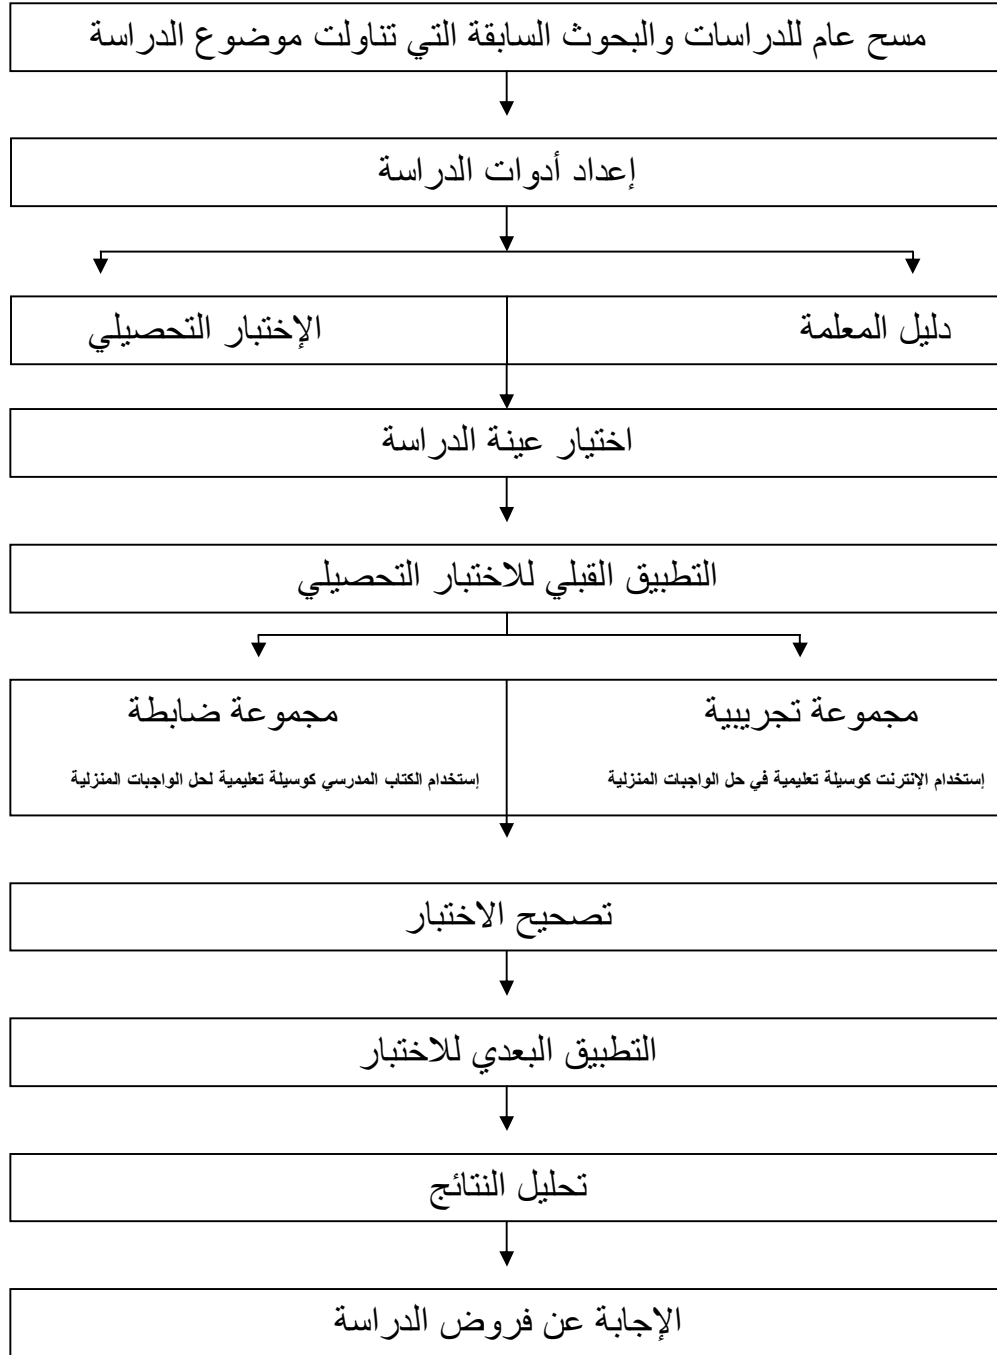 مسح عام للدراسات والبحوث السابقة التي تناولت موضوع الدراسة
إعداد أدوات الدراسة
دليل المعلمة
الإختبار التحصيلي
اختيار عينة الدراسة
التطبيق القبلي للاختبار التحصيلي
مجموعة تجريبية
إستخدام الإنترنت كوسيلة تعليمية في حل الواجبات المنزلية
مجموعة ضابطة
إستخدام الكتاب المدرسي كوسيلة تعليمية لحل الواجبات المنزلية
تصحيح الاختبار
التطبيق البعدي للاختبار
تحليل النتائج
الإجابة عن فروض الدراسة